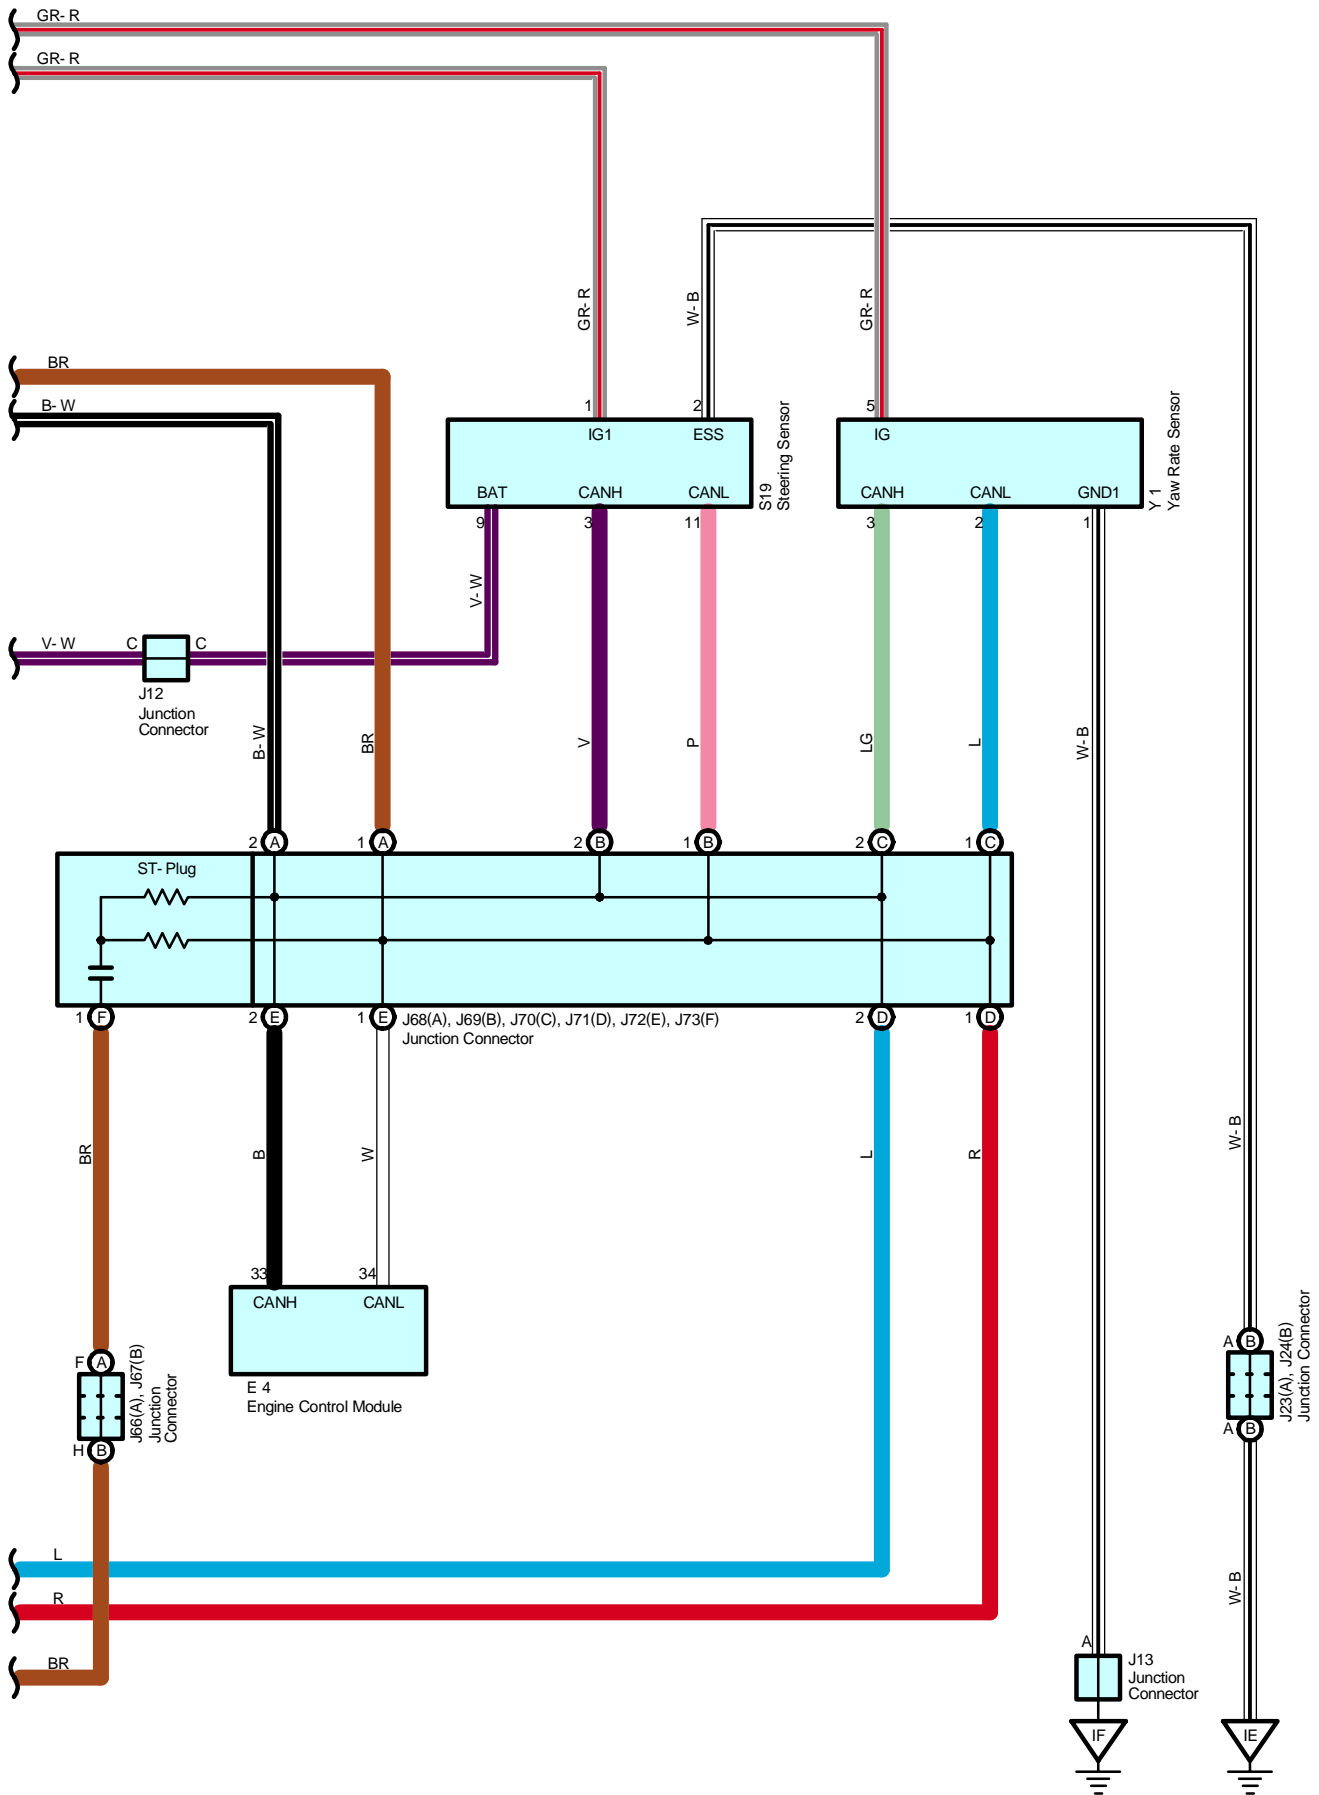 GR- R
GR- R
GR- R
W- B
GR- R
BR
B- W
1
2
5
IG1
ESS
IG
BAT
CANH
CANL
CANH
CANL
GND1
S19
Steering Sensor
Y 1
Yaw Rate Sensor
9
3
11
3
2
1
V- W
V- W
C
C
J12
Junction
Connector
B- W
BR
V
P
LG
L
W- B
2
A
1
A
2
B
1
B
2
C
1
C
ST- Plug
1
F
2
E
1
E
J68(A), J69(B), J70(C), J71(D), J72(E), J73(F)
Junction Connector
2
D
1
D
BR
B
W
L
R
W- B
33
34
CANH
CANL
E 4
Engine Control Module
F
A
J66(A), J67(B)
Junction
Connector
H
B
A
B
J23(A), J24(B)
Junction Connector
A
B
L
R
W- B
BR
A
J13
Junction
Connector
IF
IE